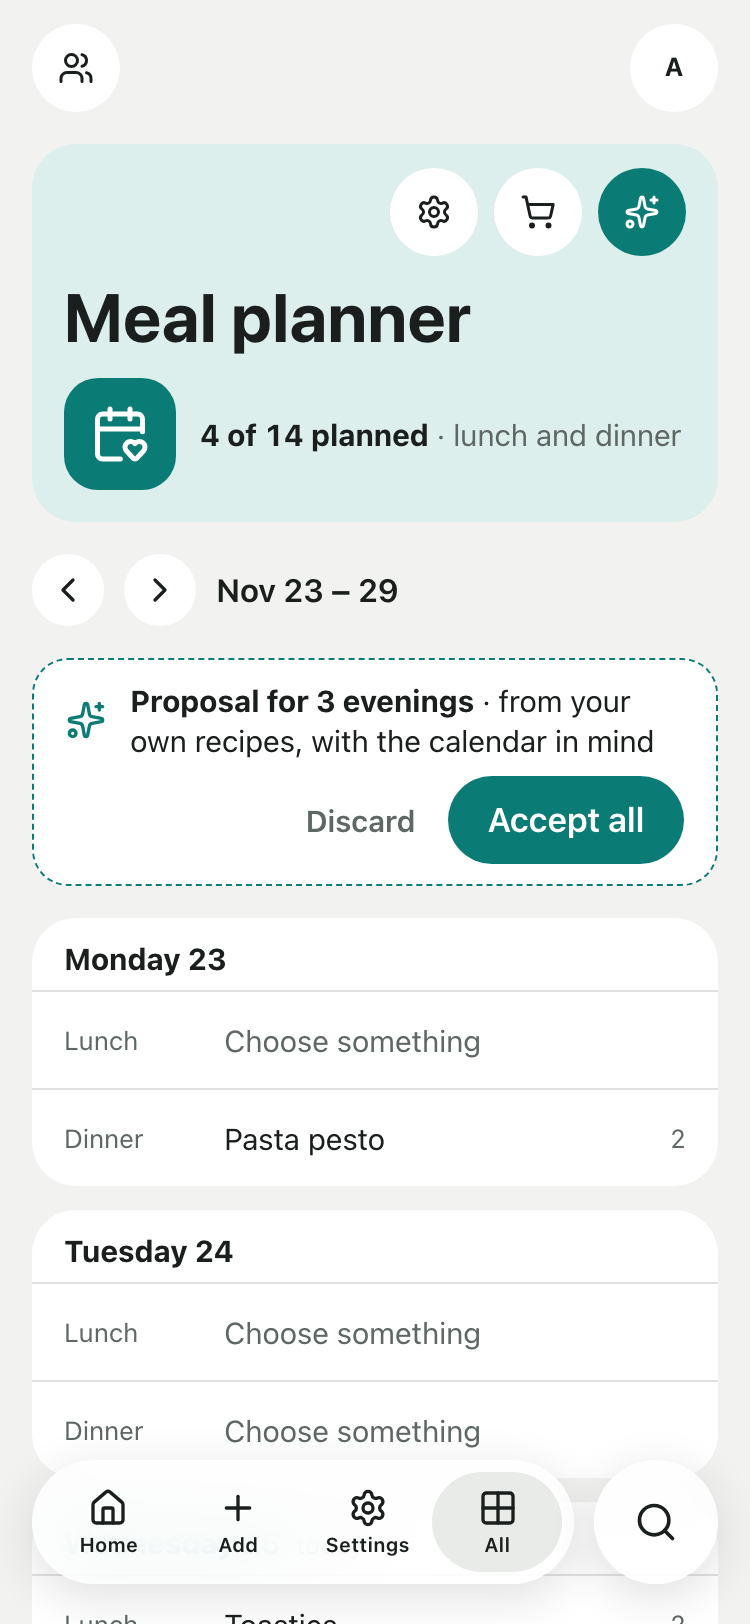 A
Meal planner
4 of 14 planned · lunch and dinner
Nov 23 – 29
Proposal for 3 evenings · from your
own recipes, with the calendar in mind
Discard
Accept all
Monday 23
Lunch Choose something
Dinner Pasta pesto 2
Tuesday 24
Lunch Choose something
Dinner Choose something
Home Add Settings All